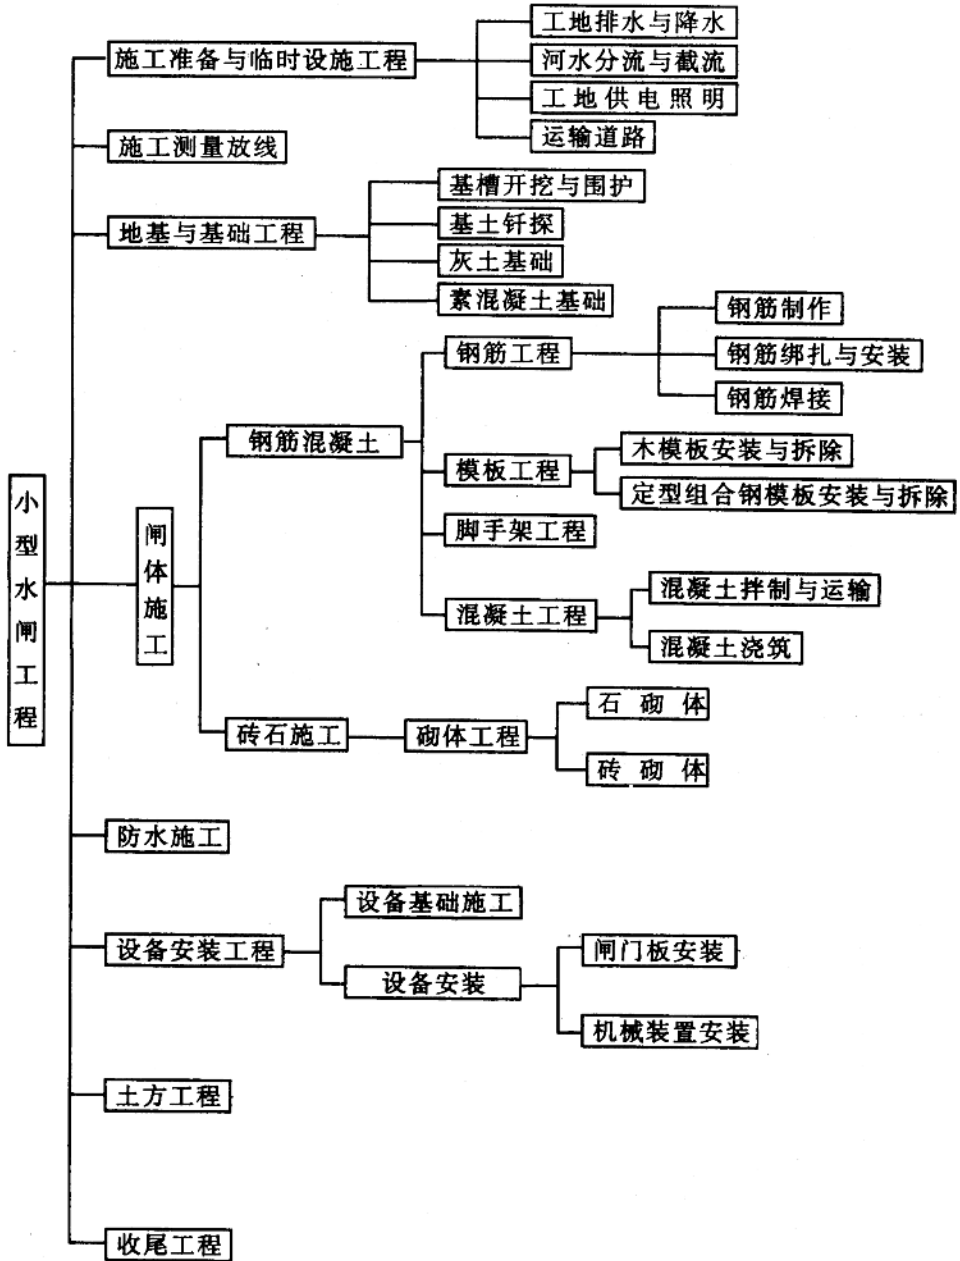 小型水闸工程
施工准备与临时设施工程
工地排水与降水
河水分流与截流
工地供电照明
运输道路
施工测量放线
地基与基础工程
基槽开挖与围护
基土钎探
灰土基础
素混凝土基础
闸体施工
钢筋混凝土
钢筋工程
钢筋制作
钢筋绑扎与安装
钢筋焊接
模板工程
木模板安装与拆除
定型组合钢模板安装与拆除
脚手架工程
混凝土工程
混凝土拌制与运输
混凝土浇筑
砖石施工
砌体工程
石砌体
砖砌体
防水施工
设备安装工程
设备基础施工
设备安装
闸门板安装
机械装置安装
土方工程
收尾工程